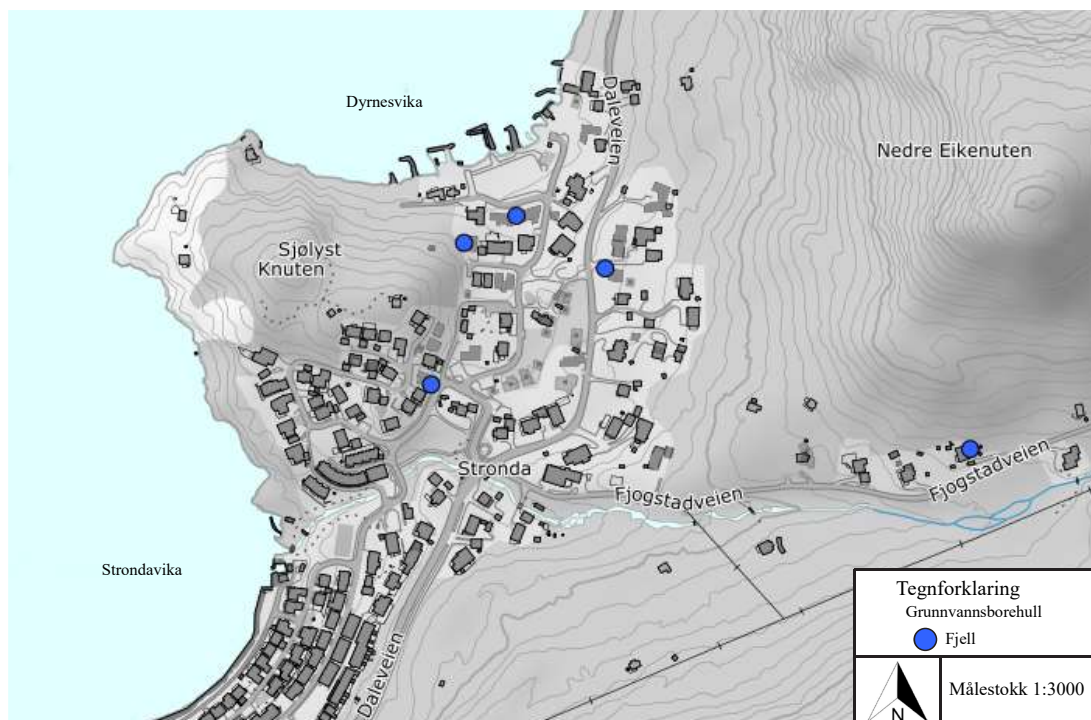 Dyrnesvika
Daleveien
Nedre Eikenuten
Sjølyst
Knuten
Stronda
Fjogstadveien
Fjogstadveien
Strondavika
Daleveien
Tegnforklaring
Grunnvannsborehull
Fjell
N
Målestokk 1:3000